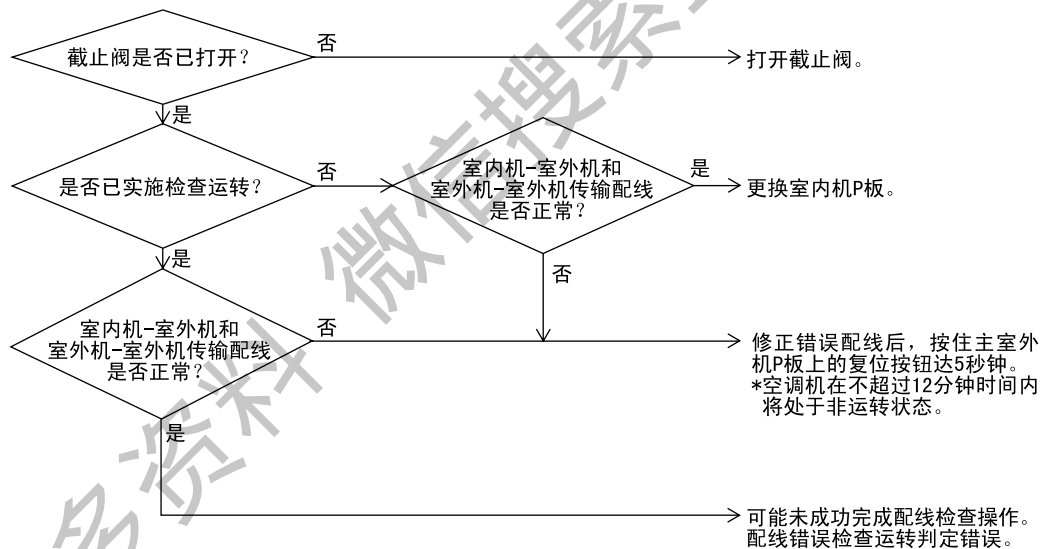 截止阀是否已打开？
否
打开截止阀。
是
是否已实施检查运转？
否
室内机-室外机和
室外机-室外机传输配线
是否正常？
是
更换室内机P板。
是
否
室内机-室外机和
室外机-室外机传输配线
是否正常？
否
修正错误配线后，按住主室外
机P板上的复位按钮达5秒钟。
*空调机在不超过12分钟时间内
将处于非运转状态。
是
可能未成功完成配线检查操作。
配线错误检查运转判定错误。
多资料 微信搜索